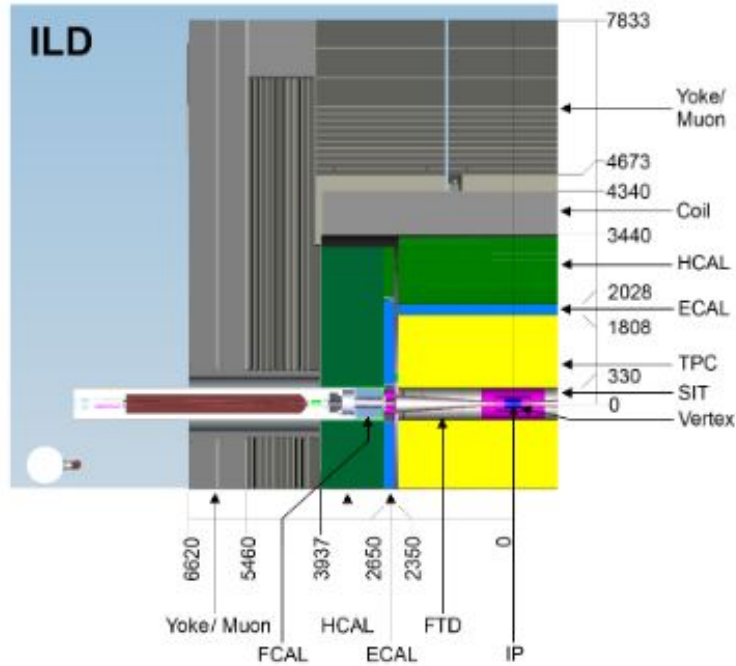 ILD
7833
Yoke/
Muon
4673
4340
Coil
3440
HCAL
2028
ECAL
1808
TPC
330
SIT
0
Vertex
6620
5460
3937
2650
2350
0
Yoke/ Muon
HCAL
FTD
FCAL
ECAL
IP